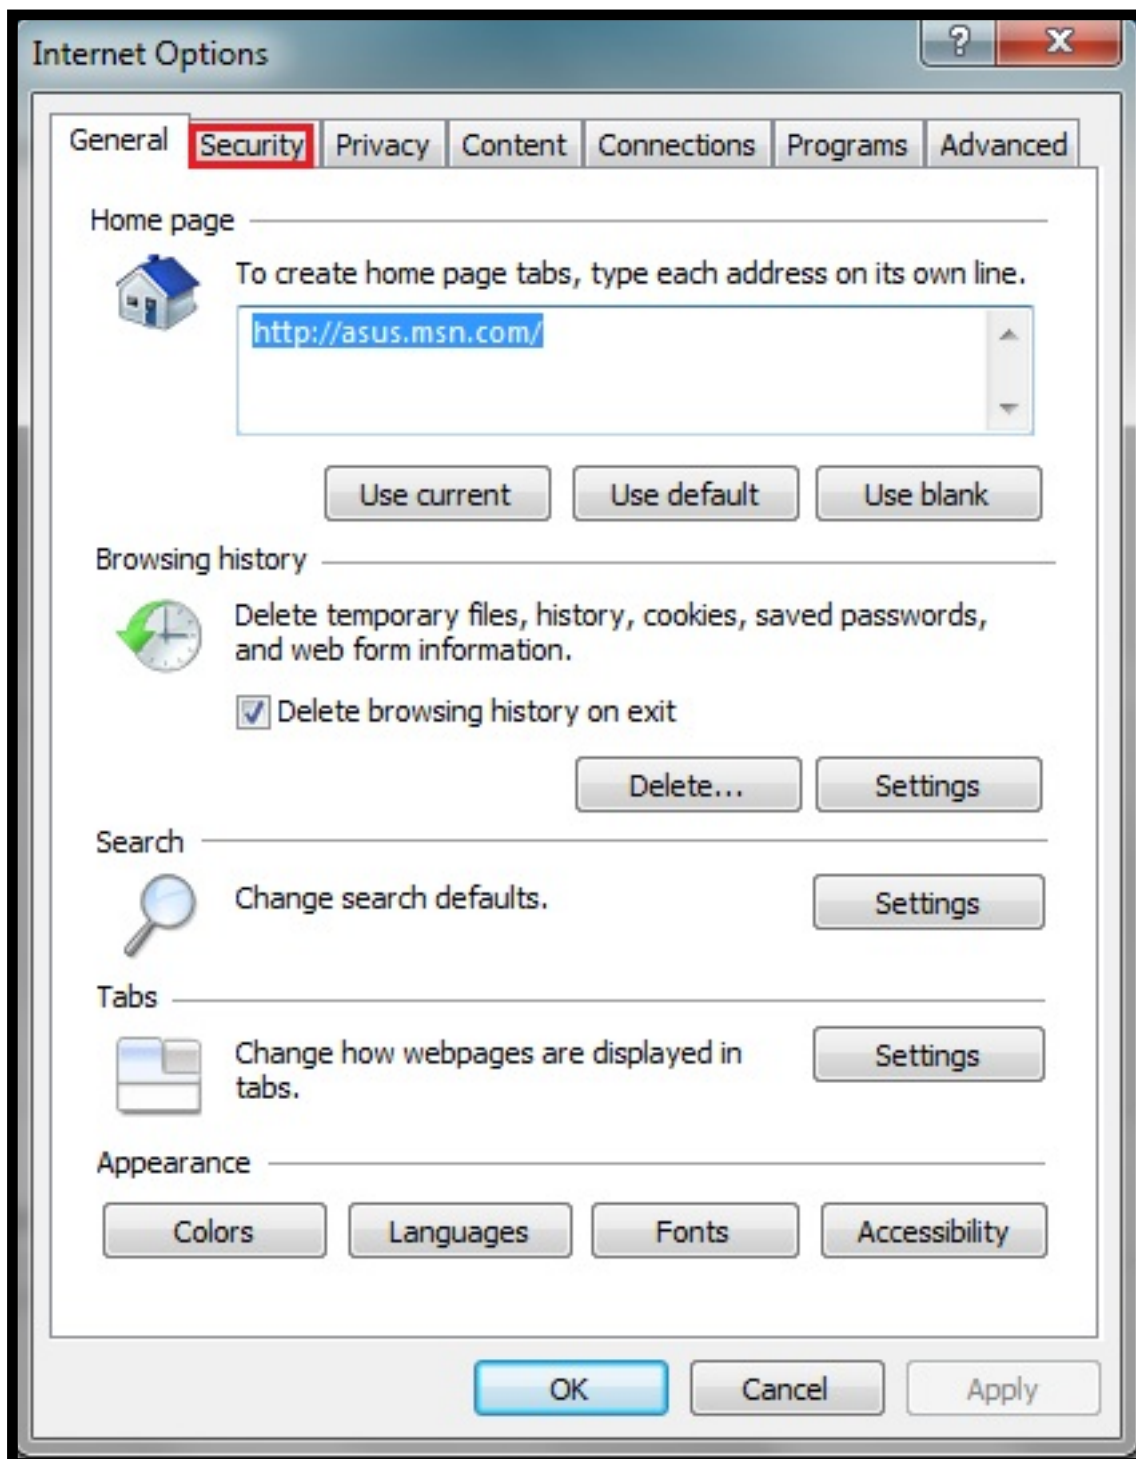 Internet Options
?
General Security Privacy Content Connections Programs Advanced
Home page
To create home page tabs, type each address on its own line.
http://asus.msn.com/
Use current Use default Use blank
Browsing history
Delete temporary files, history, cookies, saved passwords,
and web form information.
Delete browsing history on exit
Delete... Settings
Search
Change search defaults. Settings
Tabs
Change how webpages are displayed in
tabs.
Settings
Appearance
Colors Languages Fonts Accessibility
OK Cancel Apply